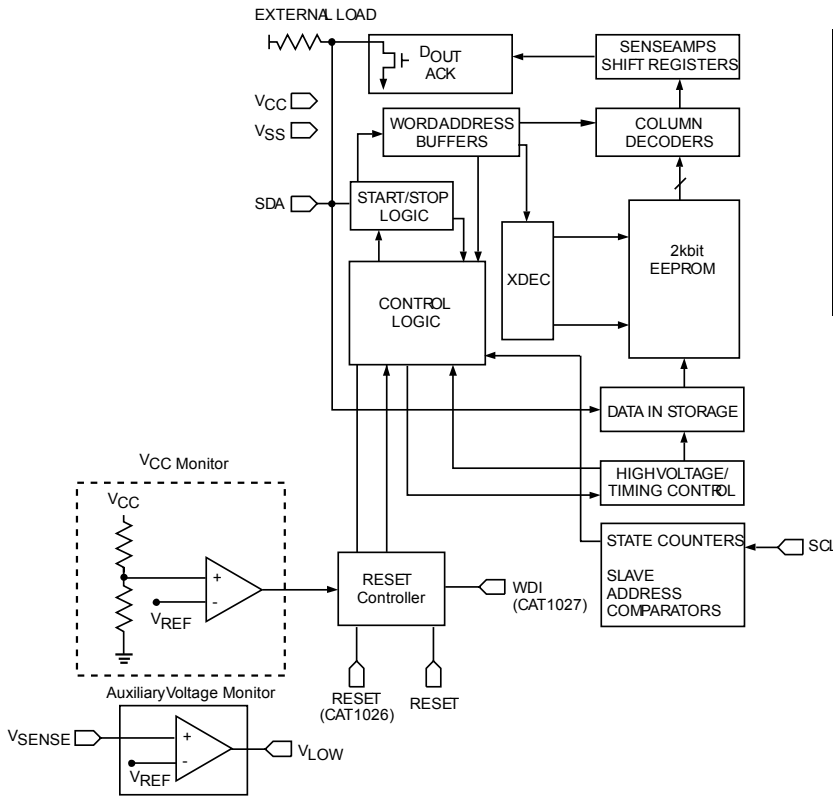 EXTERNAL LOAD
DOUT
ACK
SENSEAMPS
SHIFT REGISTERS
VCC
VSS
WORDADDRESS
BUFFERS
COLUMN
DECODERS
SDA
START/STOP
LOGIC
2kbit
EEPROM
XDEC
CONTROL
LOGIC
DATA IN STORAGE
VCC Monitor
HIGHVOLTAGE/
TIMING CONTROL
VCC
STATE COUNTERS
SCL
SLAVE
ADDRESS
COMPARATORS
+
-
VREF
RESET
Controller
WDI
(CAT1027)
RESET
(CAT1026)
RESET
AuxiliaryVoltage Monitor
VSENSE
+
-
VREF
VLOW